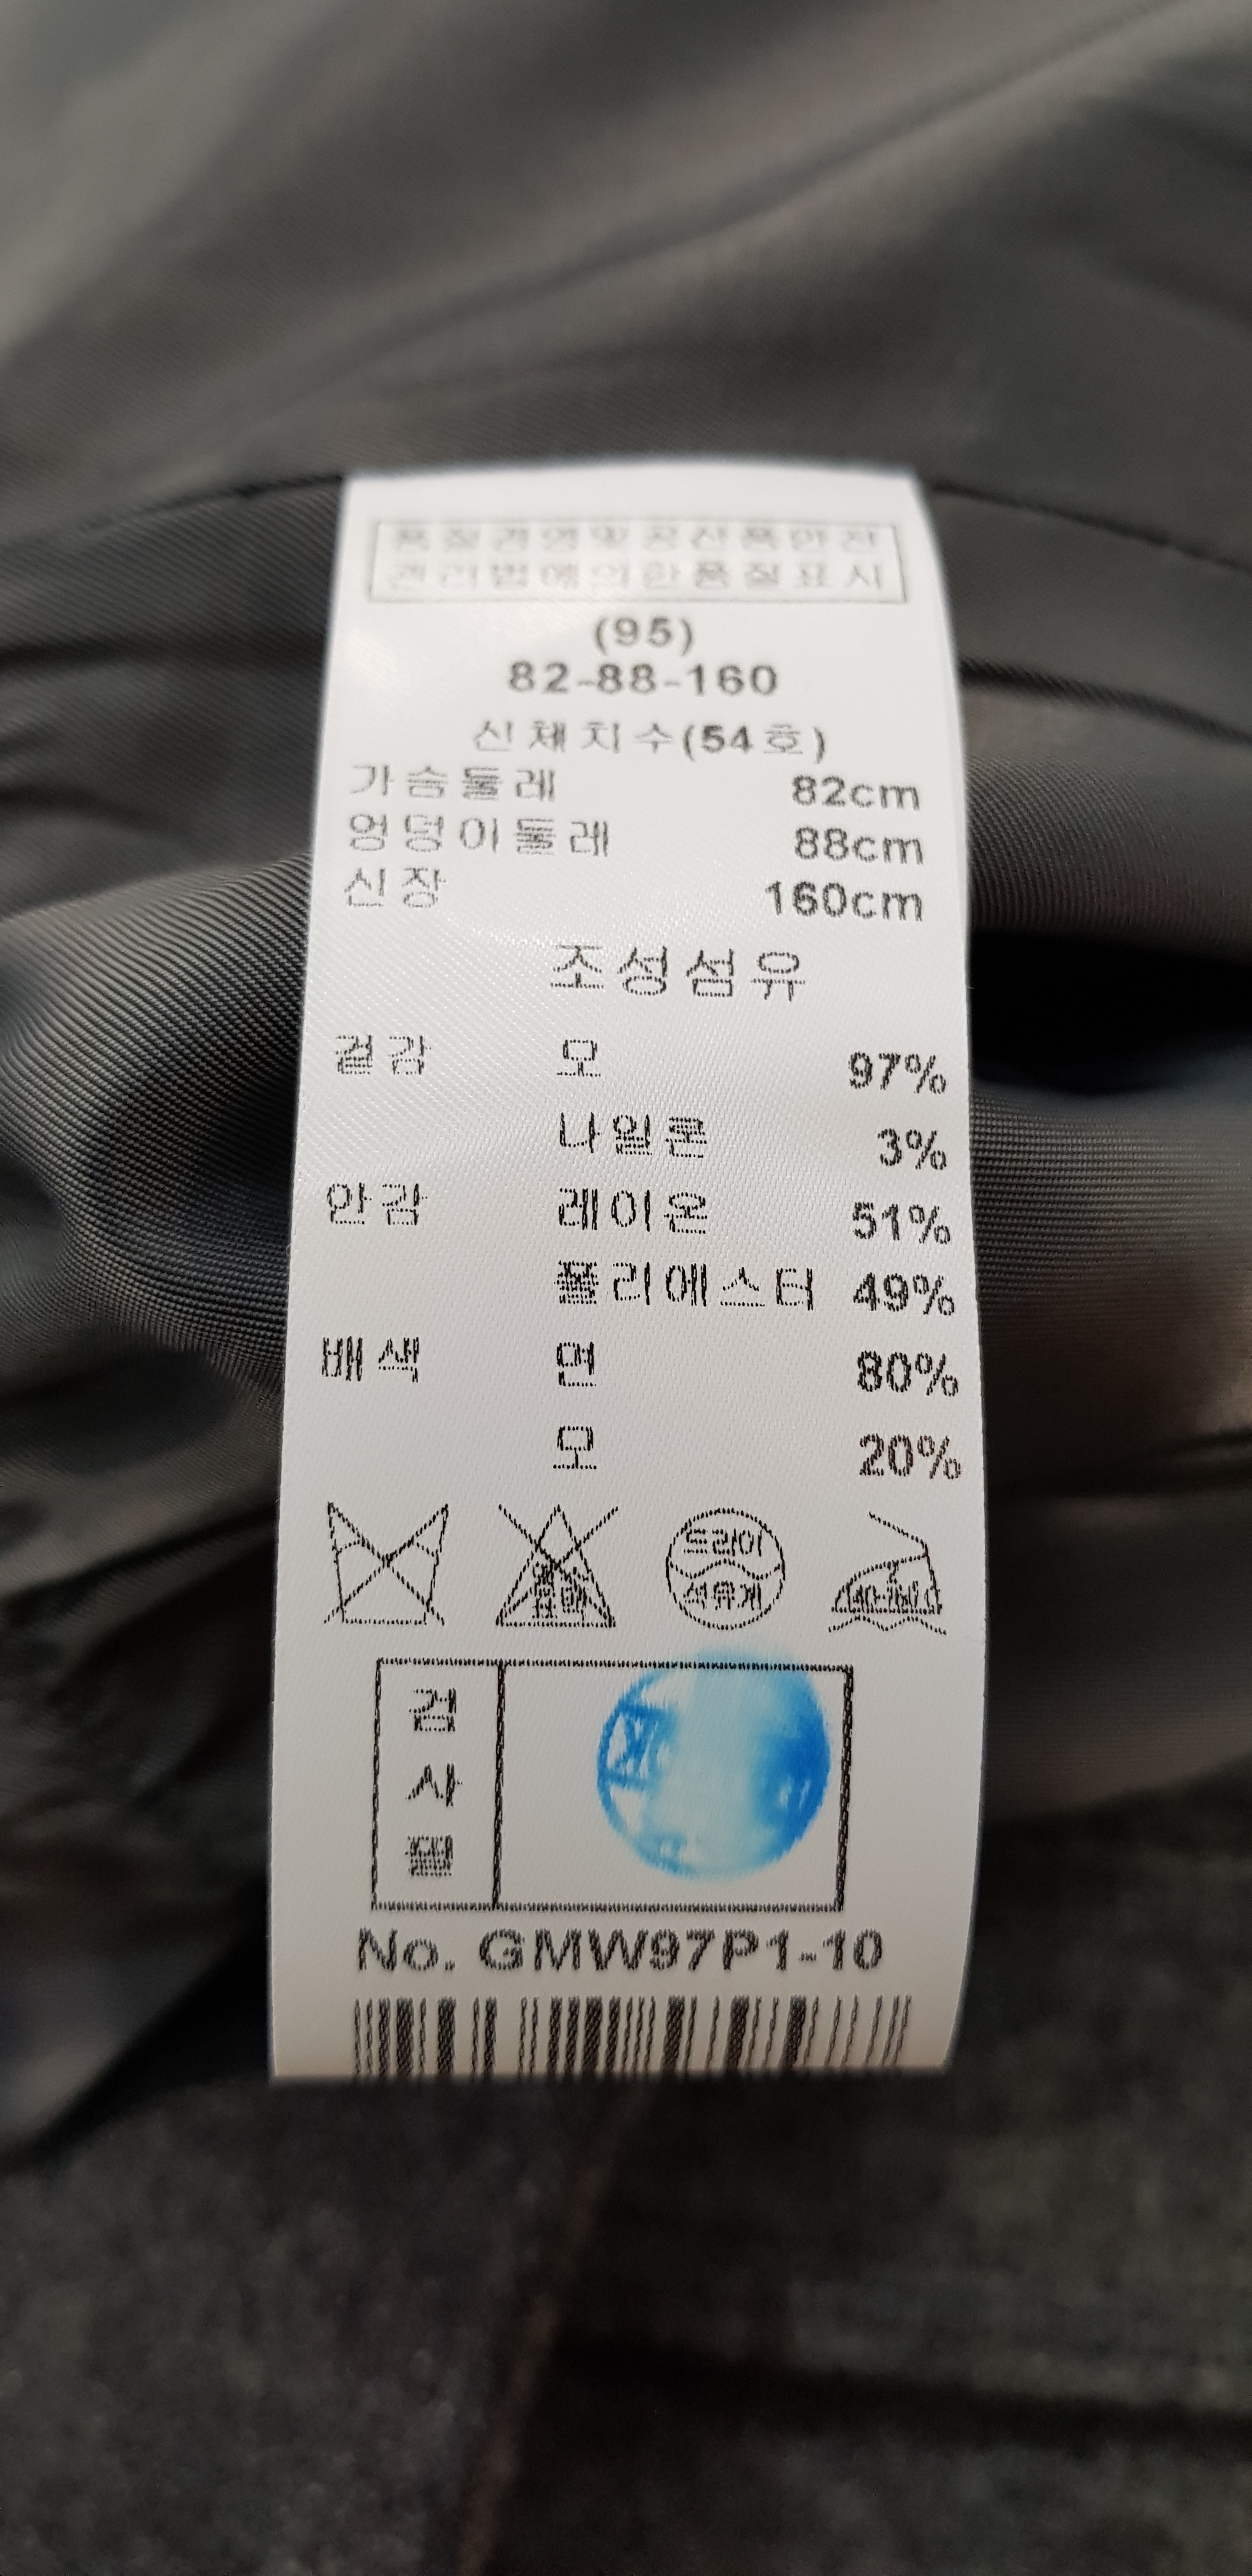 품질경영및공산품안전
관리법에의한품질표시
(95)
82-88-160
신체치수(54호)
가슴둘레 82cm
엉덩이둘레 88cm
신장 160cm
조성섬유
겉감 모 97%
나일론 3%
안감 레이온 51%
폴리에스터 49%
배색 면 80%
모 20%
드라이
석유계
검
사
필
No. GMW97P1-10